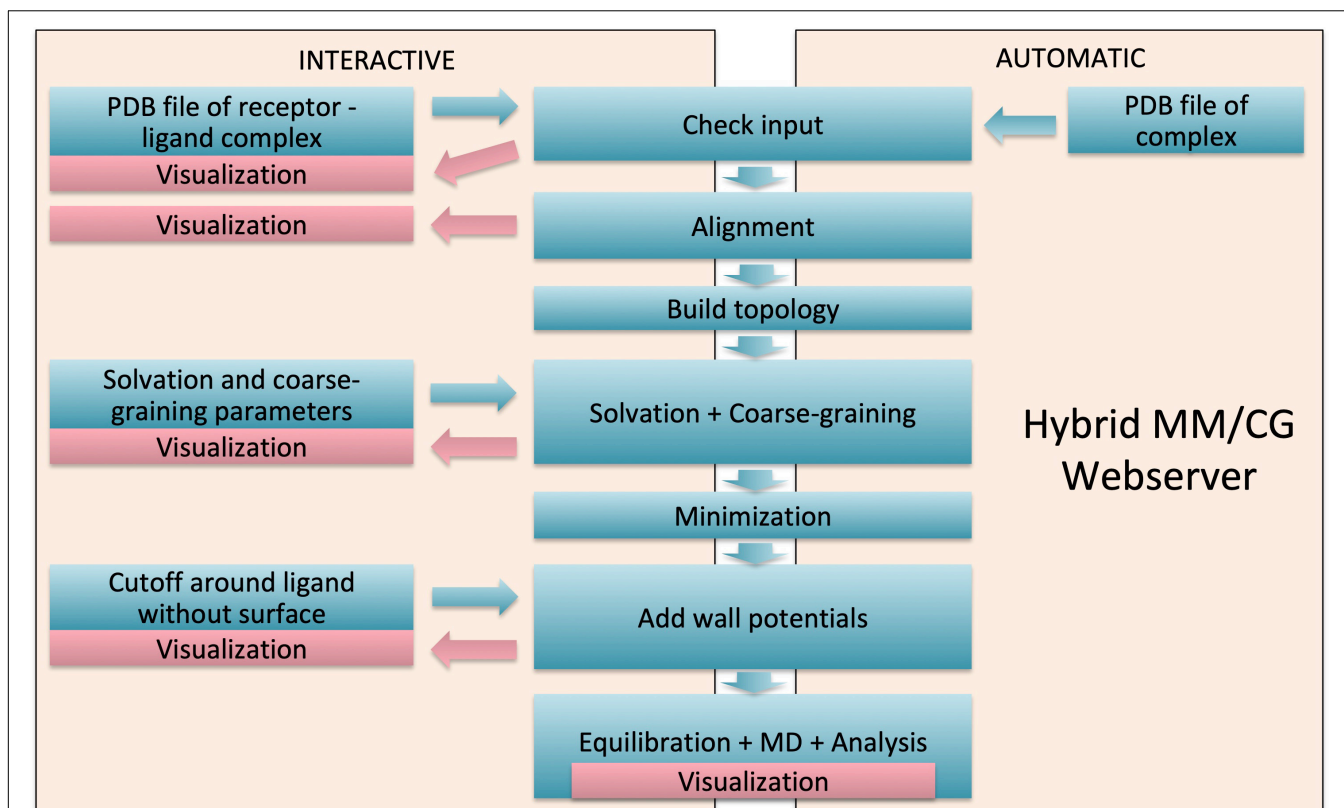 INTERACTIVE
AUTOMATIC
PDB file of receptor -
ligand complex
Visualization
Check input
PDB file of
complex
Visualization
Alignment
Build topology
Solvation and coarse-
graining parameters
Visualization
Solvation + Coarse-graining
Hybrid MM/CG
Webserver
Minimization
Cutoff around ligand
without surface
Visualization
Add wall potentials
Equilibration + MD + Analysis
Visualization